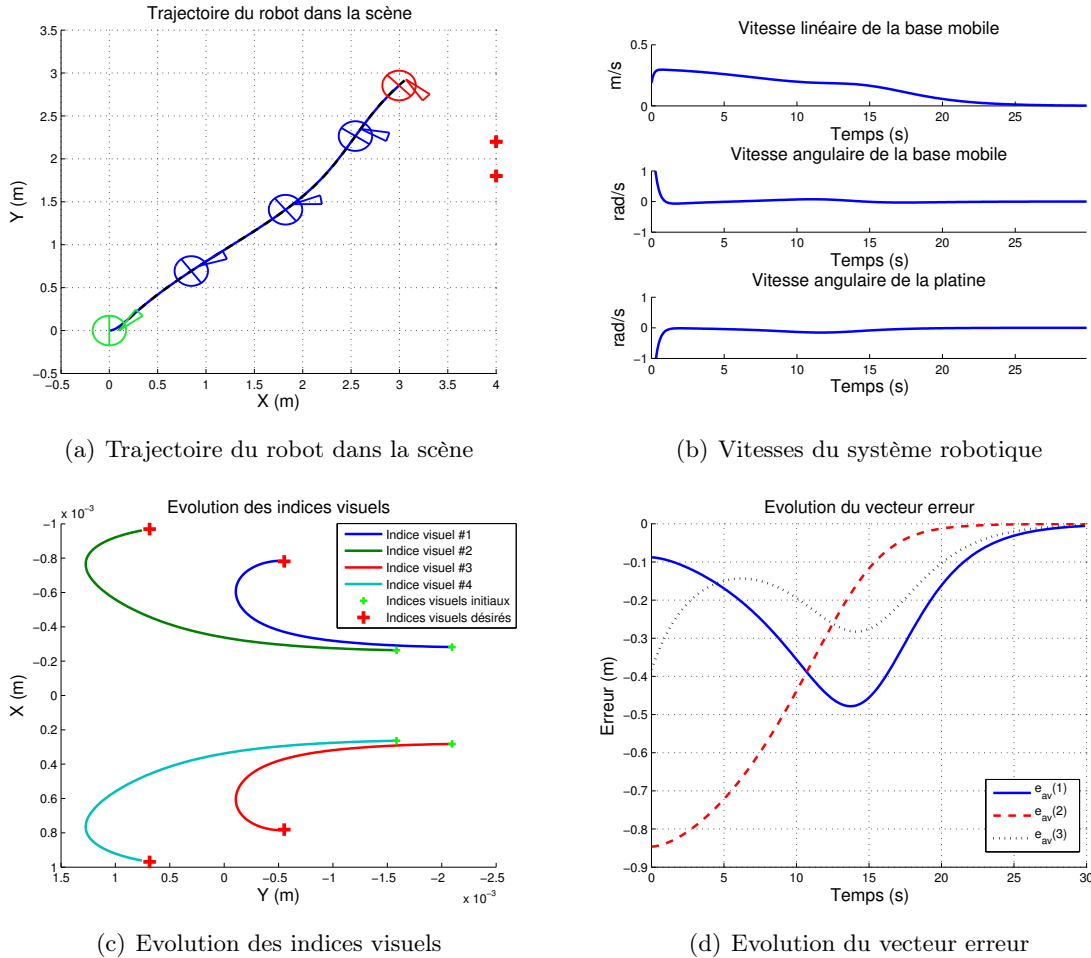 Trajectoire du robot dans la scène
3.5
3
2.5
2
1.5
1
0.5
0
−0.5
Y (m)
−0.5 0 0.5 1 1.5 2 2.5 3 3.5 4
X (m)
(a) Trajectoire du robot dans la scène
Vitesse linéaire de la base mobile
0.5
0
m/s
0 5 10 15 20 25
Temps (s)
Vitesse angulaire de la base mobile
1
0
−1
rad/s
0 5 10 15 20 25
Temps (s)
Vitesse angulaire de la platine
1
0
−1
rad/s
0 5 10 15 20 25
Temps (s)
(b) Vitesses du système robotique
x 10⁻³
Evolution des indices visuels
−1
−0.8
−0.6
−0.4
−0.2
0
0.2
0.4
0.6
0.8
1
X (m)
Indice visuel #1
Indice visuel #2
Indice visuel #3
Indice visuel #4
Indices visuels initiaux
Indices visuels désirés
1.5 1 0.5 0 −0.5 −1 −1.5 −2 −2.5
Y (m)
x 10⁻³
(c) Evolution des indices visuels
Evolution du vecteur erreur
0
−0.1
−0.2
−0.3
−0.4
−0.5
−0.6
−0.7
−0.8
−0.9
Erreur (m)
e_av(1)
e_av(2)
e_av(3)
0 5 10 15 20 25 30
Temps (s)
(d) Evolution du vecteur erreur